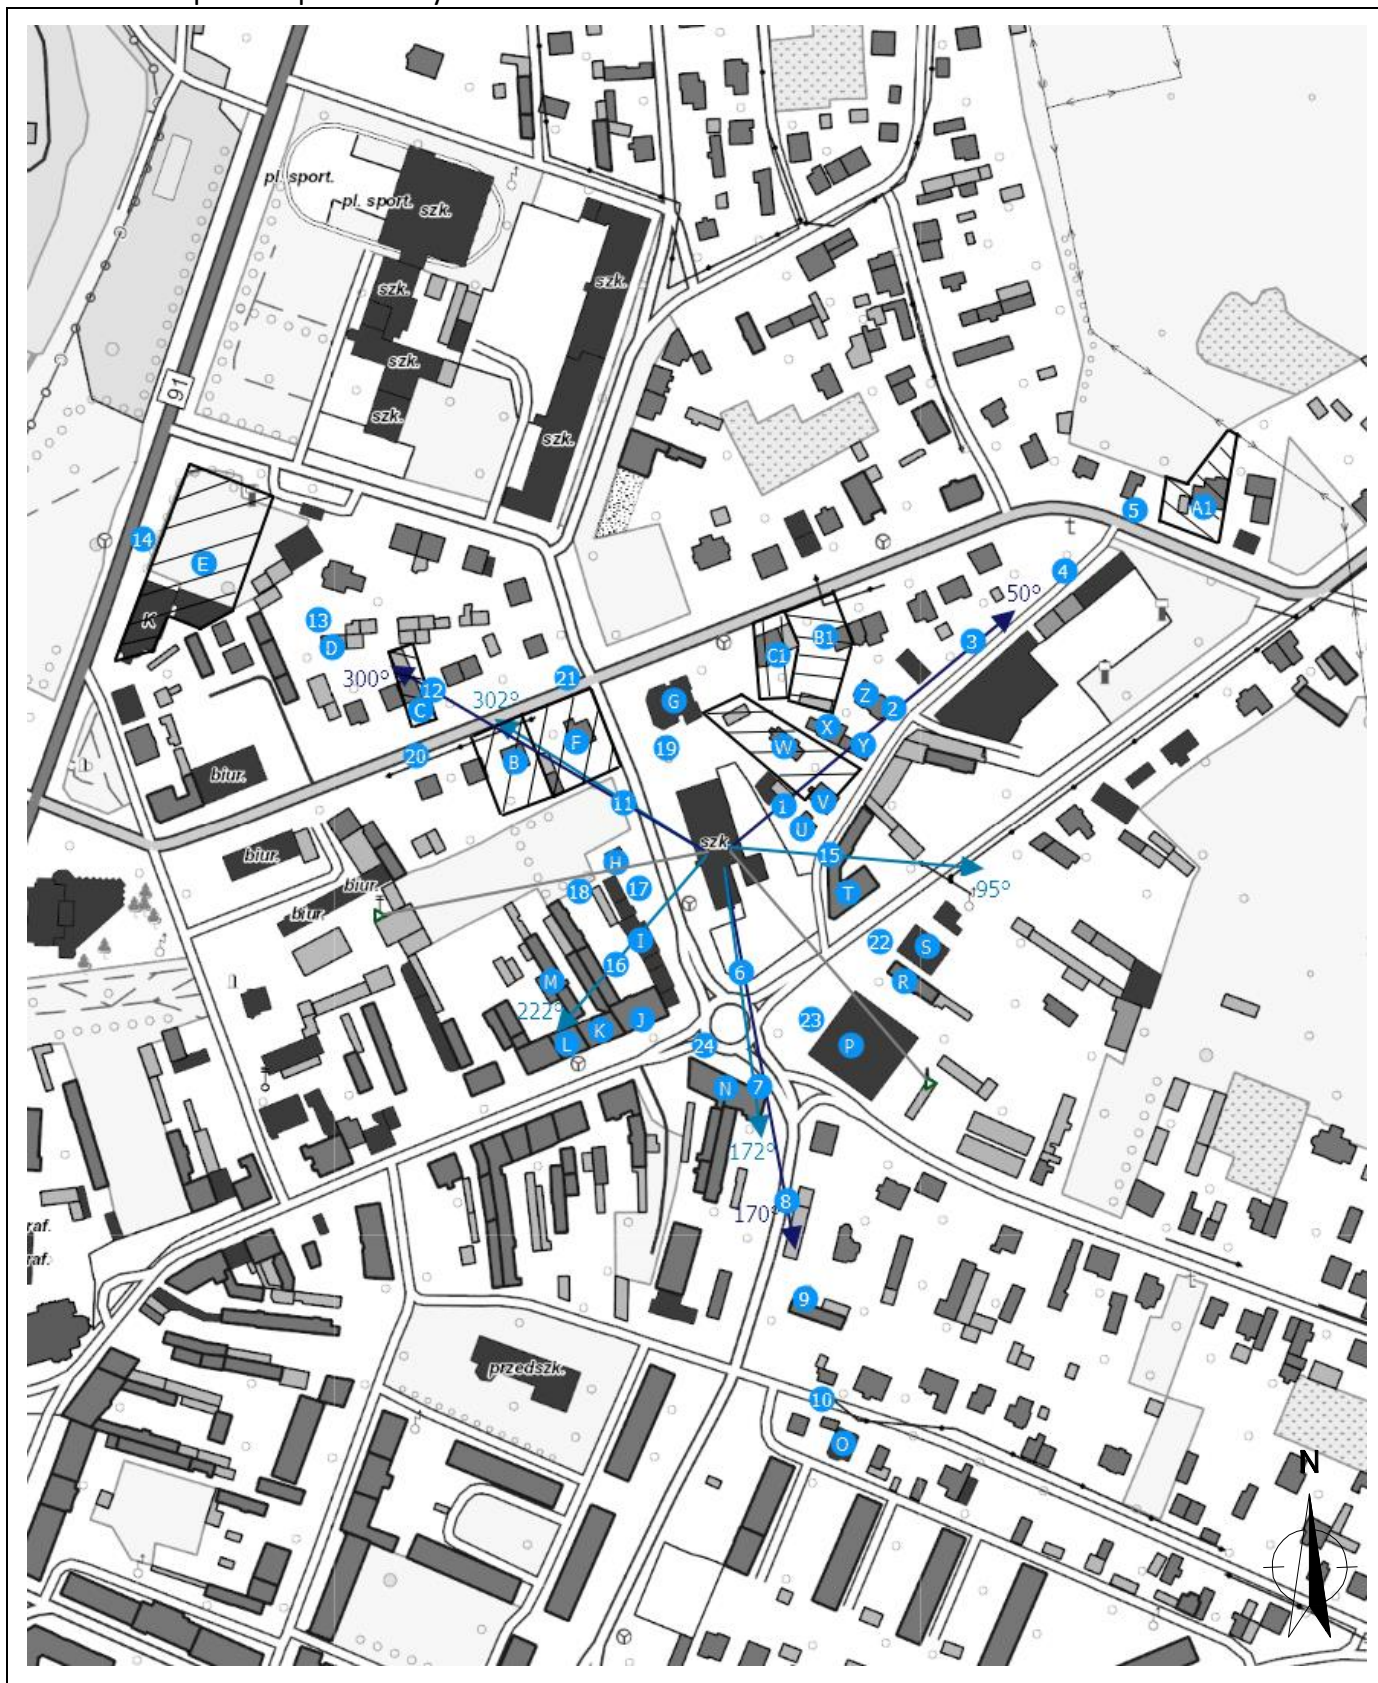 pl. sport.
pl. sport.
szk.
szk.
szk.
szk.
szk.
szk.
91
5
A1
t
14
E
4
50°
K
13
D
B1
3
C1
300°
12
C
302°
21
G
Z
2
F
X
20
B
19
W
Y
biur.
11
1
V
U
szk.
15
biur.
H
95°
biur.
18
17
T
biur.
I
22
S
16
6
M
R
222°
J
23
K
L
24
P
N
7
172°
8
170°
raf.
raf.
t
9
przedszk.
10
O
N